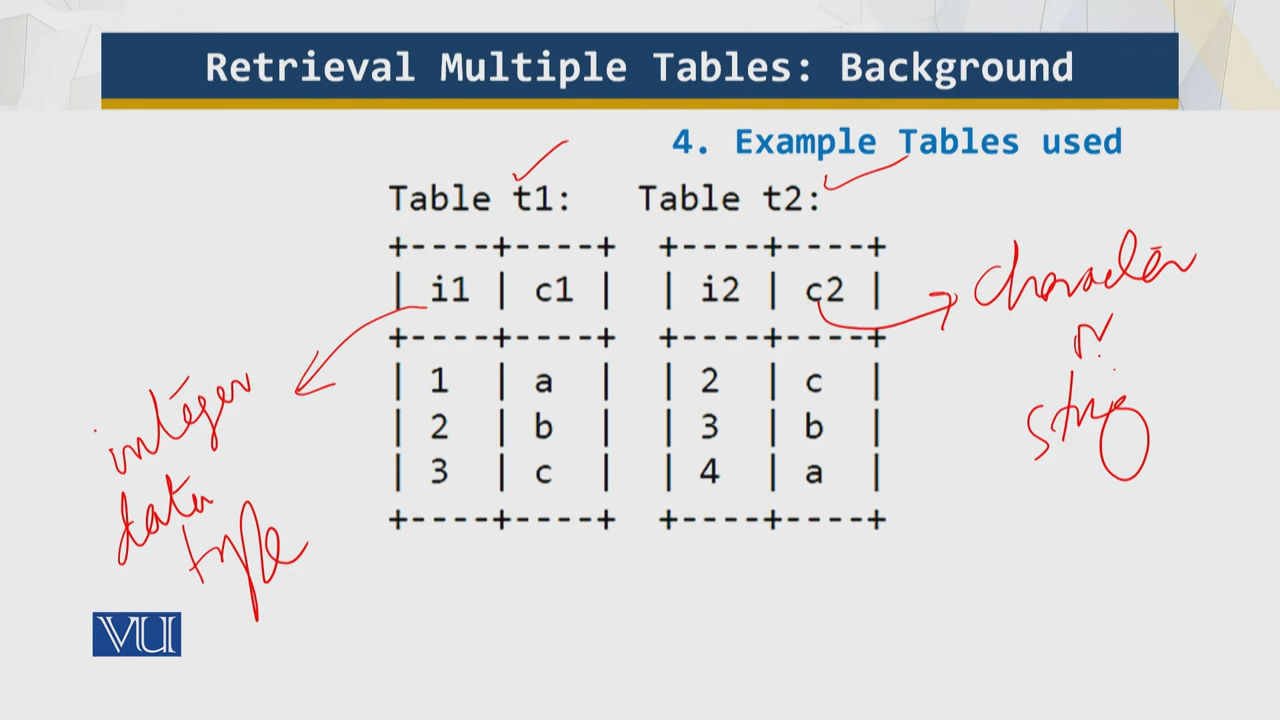 Retrieval Multiple Tables: Background
4. Example Tables used
Table t1: Table t2:
+----+----+ +----+----+
| i1 | c1 | | i2 | c2 |
+----+----+ +----+----+
| 1 | a | | 2 | c |
| 2 | b | | 3 | b |
| 3 | c | | 4 | a |
+----+----+ +----+----+
integer
data
type
character
or
string
VU